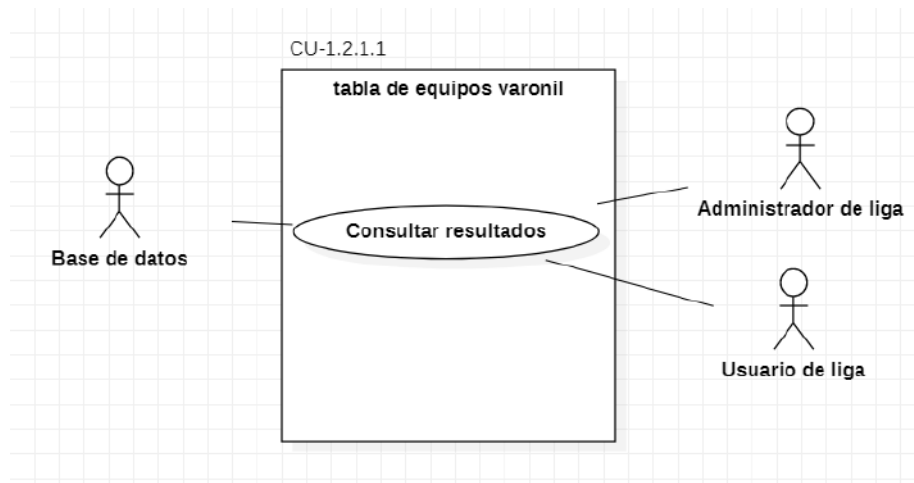 CU-1.2.1.1
tabla de equipos varonil
Consultar resultados
Base de datos
Administrador de liga
Usuario de liga